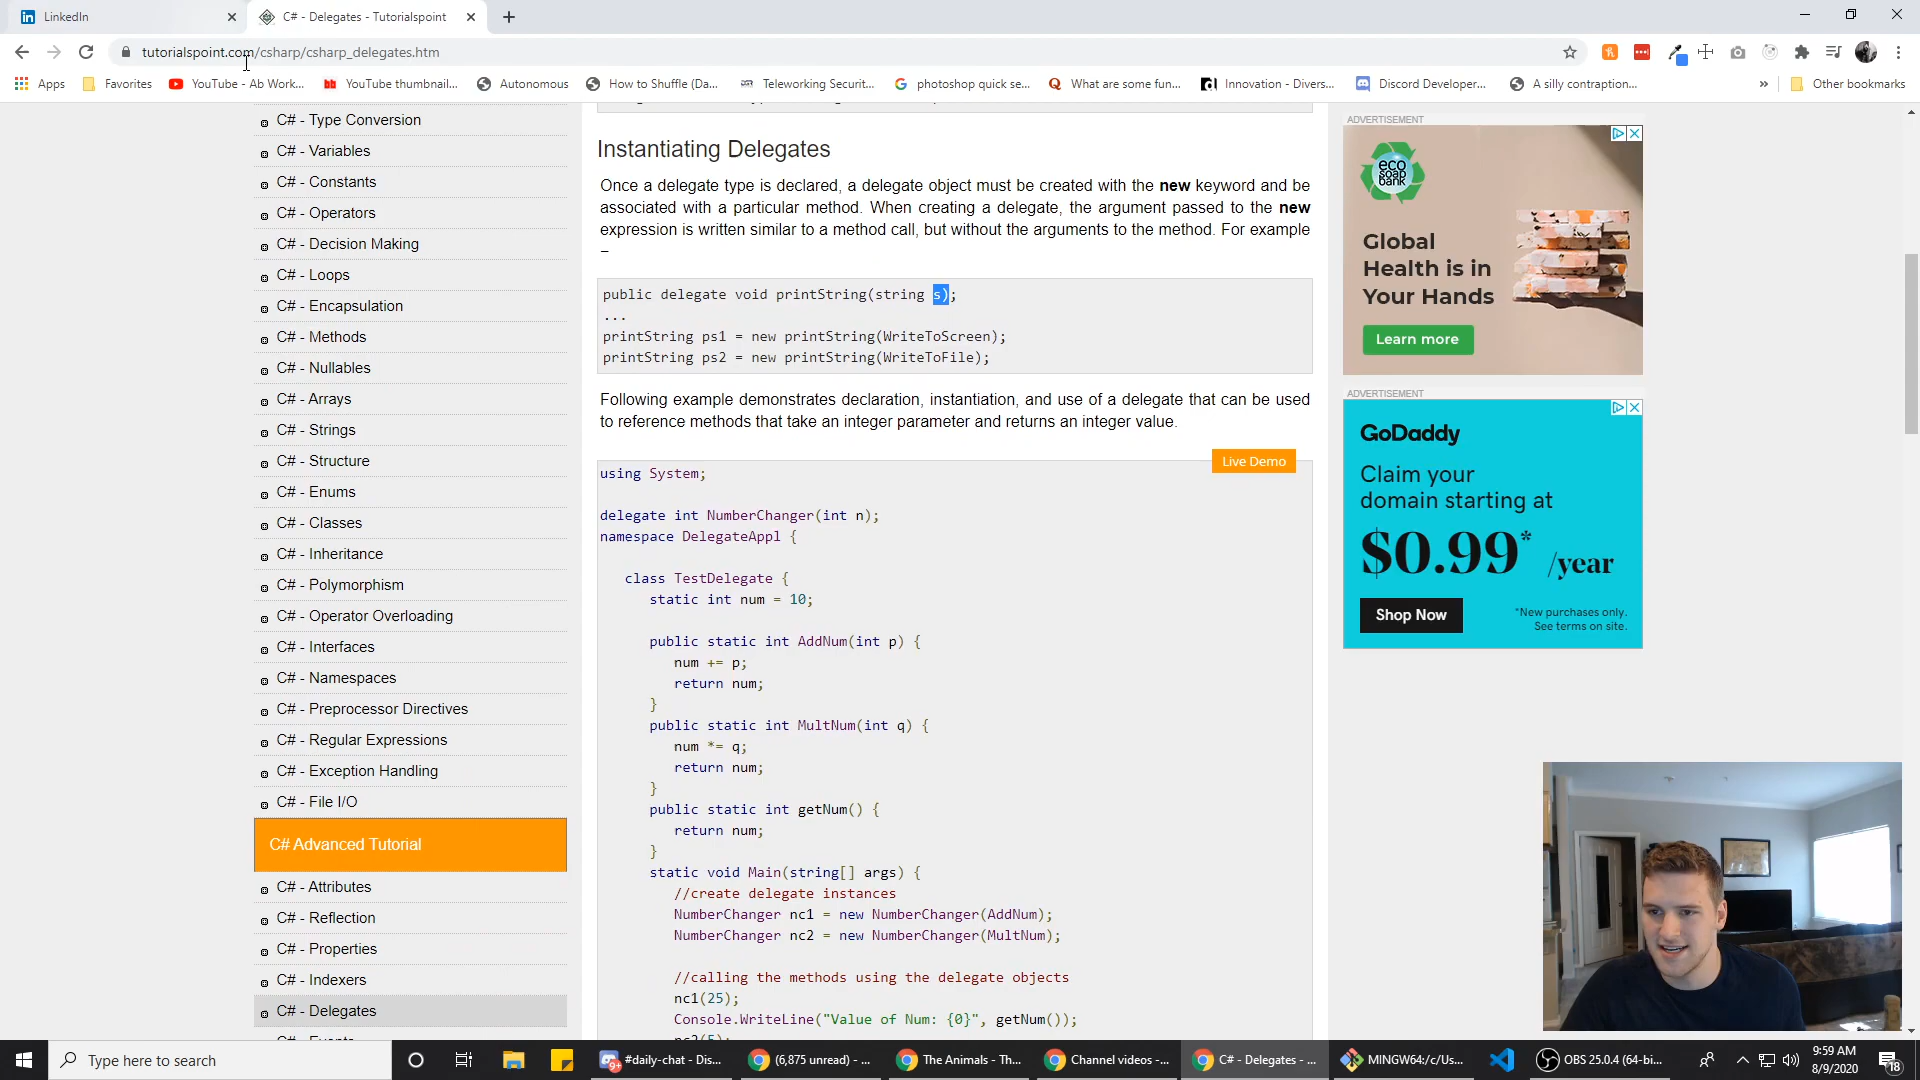 LinkedIn
C# - Delegates - Tutorialspoint
tutorialspoint.com/csharp/csharp_delegates.htm
Apps
Favorites
YouTube - Ab Work...
YouTube thumbnail...
Autonomous
How to Shuffle (Da...
Teleworking Securit...
photoshop quick se...
What are some fun...
Innovation - Divers...
Discord Developer...
A silly contraption...
»
Other bookmarks
C# - Type Conversion
C# - Variables
C# - Constants
C# - Operators
C# - Decision Making
C# - Loops
C# - Encapsulation
C# - Methods
C# - Nullables
C# - Arrays
C# - Strings
C# - Structure
C# - Enums
C# - Classes
C# - Inheritance
C# - Polymorphism
C# - Operator Overloading
C# - Interfaces
C# - Namespaces
C# - Preprocessor Directives
C# - Regular Expressions
C# - Exception Handling
C# - File I/O
C# Advanced Tutorial
C# - Attributes
C# - Reflection
C# - Properties
C# - Indexers
C# - Delegates
Instantiating Delegates
Once a delegate type is declared, a delegate object must be created with the new keyword and be
associated with a particular method. When creating a delegate, the argument passed to the new
expression is written similar to a method call, but without the arguments to the method. For example
–
public delegate void printString(string s);
...
printString ps1 = new printString(WriteToScreen);
printString ps2 = new printString(WriteToFile);
Following example demonstrates declaration, instantiation, and use of a delegate that can be used
to reference methods that take an integer parameter and returns an integer value.
Live Demo
using System;
delegate int NumberChanger(int n);
namespace DelegateAppl {
class TestDelegate {
static int num = 10;
public static int AddNum(int p) {
num += p;
return num;
}
public static int MultNum(int q) {
num *= q;
return num;
}
public static int getNum() {
return num;
}
static void Main(string[] args) {
//create delegate instances
NumberChanger nc1 = new NumberChanger(AddNum);
NumberChanger nc2 = new NumberChanger(MultNum);
//calling the methods using the delegate objects
nc1(25);
Console.WriteLine("Value of Num: {0}", getNum());
ADVERTISEMENT
eco
soap
bank
Global
Health is in
Your Hands
Learn more
ADVERTISEMENT
GoDaddy
Claim your
domain starting at
$0.99* /year
Shop Now
*New purchases only.
See terms on site.
Type here to search
#daily-chat - Dis...
(6,875 unread) - ...
The Animals - Th...
Channel videos -...
C# - Delegates - ...
MINGW64:/c/Us...
OBS 25.0.4 (64-bi...
9:59 AM
8/9/2020
18